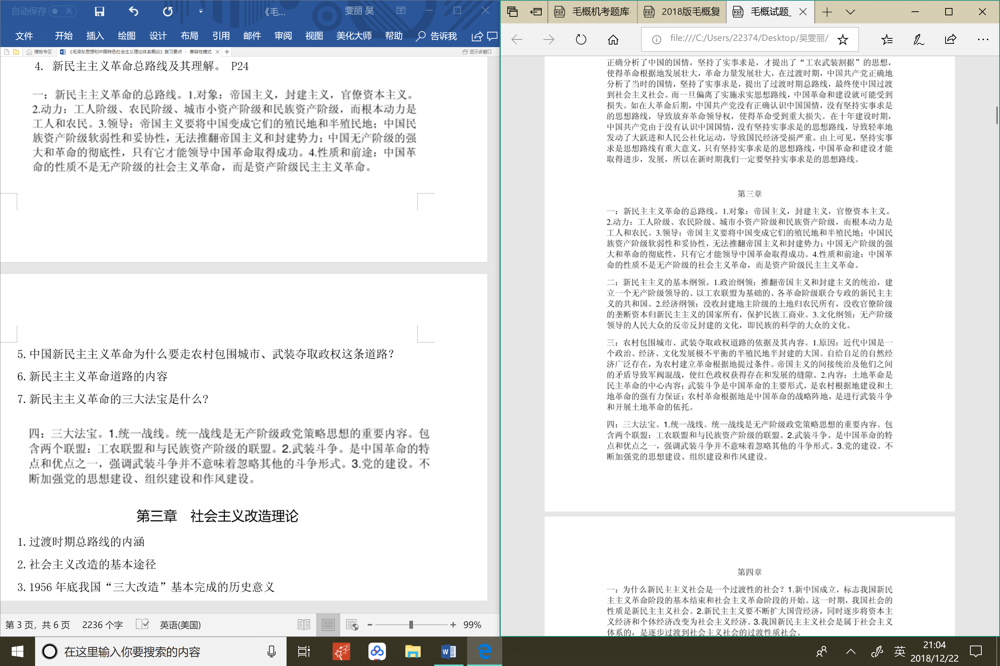 自动保存 关
《毛...
雯丽 吴
文件 开始 插入 绘图 设计 布局 引用 邮件 审阅 视图 美化大师 帮助 告诉我
模板专区 《毛泽东思想和中国特色社会主义理论体系概论》复习要点 - 兼容性模式 显示多窗口
4. 新民主主义革命总路线及其理解。 P24
一：新民主主义革命的总路线。1.对象：帝国主义，封建主义，官僚资本主义。
2.动力：工人阶级、农民阶级、城市小资产阶级和民族资产阶级，而根本动力是
工人和农民。3.领导：帝国主义要将中国变成它们的殖民地和半殖民地；中国民
族资产阶级软弱性和妥协性，无法推翻帝国主义和封建势力；中国无产阶级的强
大和革命的彻底性，只有它才能领导中国革命取得成功。4.性质和前途：中国革
命的性质不是无产阶级的社会主义革命，而是资产阶级民主主义革命。
5. 中国新民主主义革命为什么要走农村包围城市、武装夺取政权这条道路？
6. 新民主主义革命道路的内容
7. 新民主主义革命的三大法宝是什么?
四：三大法宝。1.统一战线。统一战线是无产阶级政党策略思想的重要内容。包
含两个联盟：工农联盟和与民族资产阶级的联盟。2.武装斗争。是中国革命的特
点和优点之一，强调武装斗争并不意味着忽略其他的斗争形式。3.党的建设。不
断加强党的思想建设、组织建设和作风建设。
第三章 社会主义改造理论
1. 过渡时期总路线的内涵
2. 社会主义改造的基本途径
3. 1956 年底我国“三大改造”基本完成的历史意义
第 3 页，共 6 页 2236 个字 英语(美国) 99%
毛概机考题库· 2018版毛概复 毛概试题_
file:///C:/Users/22374/Desktop/吴雯丽/
正确分析了中国的国情，坚持了实事求是，才提出了“工农武装割据”的思想，
使得革命根据地发展壮大，革命力量发展壮大，在过渡时期，中国共产党正确地
分析了当时的国情，坚持了实事求是，提出了过渡时期总路线，最终使中国过渡
到社会主义社会。而一旦偏离了实施求实思想路线，中国革命和建设就可能受到
损失。如在大革命后期，中国共产党没有正确认识中国国情，没有坚持实事求是
的思想路线，导致放弃革命领导权，使得革命受到重大损失。在十年建设时期，
中国共产党由于没有认识中国国情，没有坚持实事求是的思想路线，导致轻率地
发动了大跃进和人民公社化运动，导致国民经济受损严重。由上可见，坚持实事
求是思想路线有重大意义，只有坚持实事求是的思想路线，中国革命和建设才能
取得进步，发展，所以在新时期我们一定要坚持实事求是的思想路线。
第三章
一：新民主主义革命的总路线。1.对象：帝国主义，封建主义，官僚资本主义。
2.动力：工人阶级、农民阶级、城市小资产阶级和民族资产阶级，而根本动力是
工人和农民。3.领导：帝国主义要将中国变成它们的殖民地和半殖民地；中国民
族资产阶级软弱性和妥协性，无法推翻帝国主义和封建势力；中国无产阶级的强
大和革命的彻底性，只有它才能领导中国革命取得成功。4.性质和前途：中国革
命的性质不是无产阶级的社会主义革命，而是资产阶级民主主义革命。
二：新民主主义的基本纲领。1.政治纲领：推翻帝国主义和封建主义的统治，建
立一个无产阶级领导的、以工农联盟为基础的、各革命阶级联合专政的新民主主
义的共和国。2.经济纲领：没收封建地主阶级的土地归农民所有，没收官僚阶级
的垄断资本归新民主主义的国家所有，保护民族工商业。3.文化纲领：无产阶级
领导的人民大众的反帝反封建的文化，即民族的科学的大众的文化。
三：农村包围城市、武装夺取政权道路的依据及其内容。1.原因：近代中国是一
个政治、经济、文化发展极不平衡的半殖民地半封建的大国。自给自足的自然经
济广泛存在，为农村建立革命根据地提过条件。帝国主义的间接统治及他们之间
的矛盾导致军阀混战，使红色政权获得存在和发展的缝隙。2.内容：土地革命是
民主革命的中心内容；武装斗争是中国革命的主要形式，是农村根据地建设和土
地革命的强有力保证；农村革命根据地是中国革命的战略阵地，是进行武装斗争
和开展土地革命的依托。
四：三大法宝。1.统一战线。统一战线是无产阶级政党策略思想的重要内容。包
含两个联盟：工农联盟和与民族资产阶级的联盟。2.武装斗争。是中国革命的特
点和优点之一，强调武装斗争并不意味着忽略其他的斗争形式。3.党的建设。不
断加强党的思想建设、组织建设和作风建设。
第四章
一：为什么新民主主义社会是一个过渡性的社会？1.新中国成立，标志我国新民
主主义革命阶段的基本结束和社会主义革命阶段的开始。这一时期，我国社会的
性质是新民主主义社会。2.新民主主义要不断扩大国营经济，同时逐步将资本主
义经济和个体经济改变为社会主义经济。3.我国新民主主义社会是属于社会主义
体系的，是逐步过渡到社会主义社会的过渡性质社会。
在这里输入你要搜索的内容
英
21:04
2018/12/22